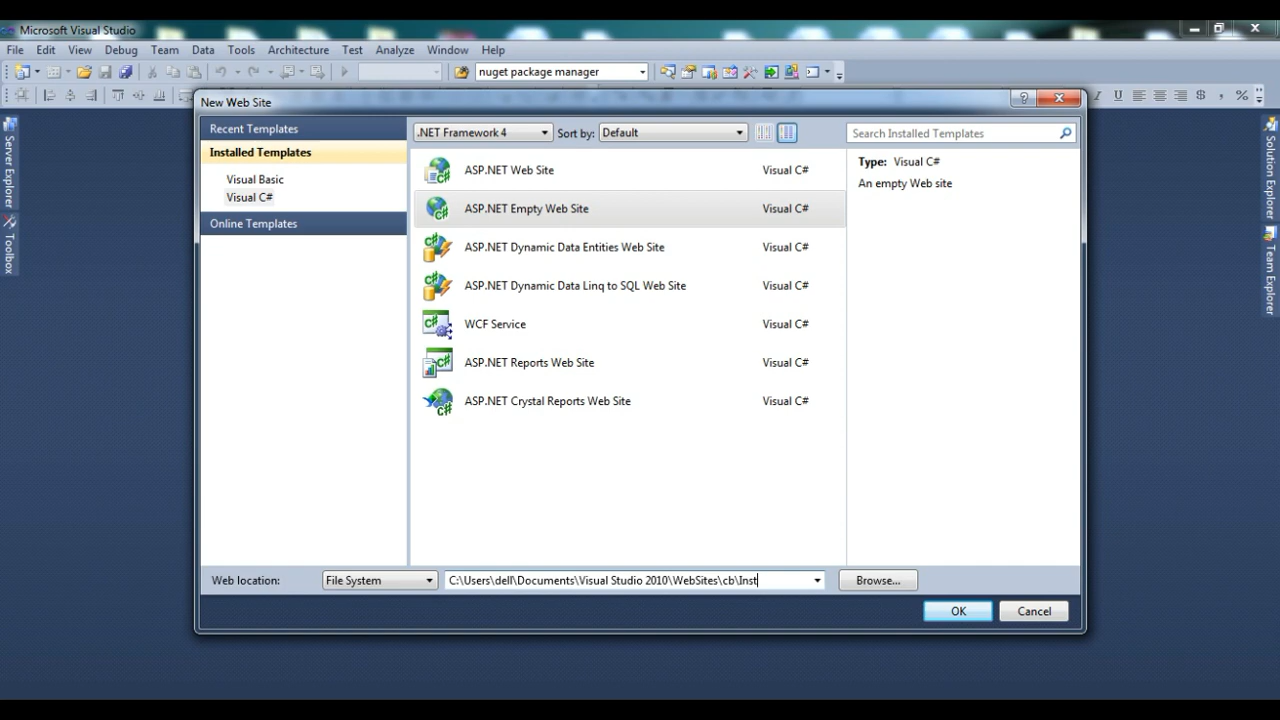 Microsoft Visual Studio
File Edit View Debug Team Data Tools Architecture Test Analyze Window Help
nuget package manager
U $ , %
New Web Site
Recent Templates
Installed Templates
Visual Basic
Visual C#
Online Templates
.NET Framework 4 Sort by: Default
Search Installed Templates
ASP.NET Web Site Visual C#
ASP.NET Empty Web Site Visual C#
ASP.NET Dynamic Data Entities Web Site Visual C#
ASP.NET Dynamic Data Linq to SQL Web Site Visual C#
WCF Service Visual C#
ASP.NET Reports Web Site Visual C#
ASP.NET Crystal Reports Web Site Visual C#
Type: Visual C#
An empty Web site
Web location: File System C:\Users\dell\Documents\Visual Studio 2010\WebSites\cb\Inst Browse...
OK Cancel
Server Explorer
Toolbox
Solution Explorer
Team Explorer